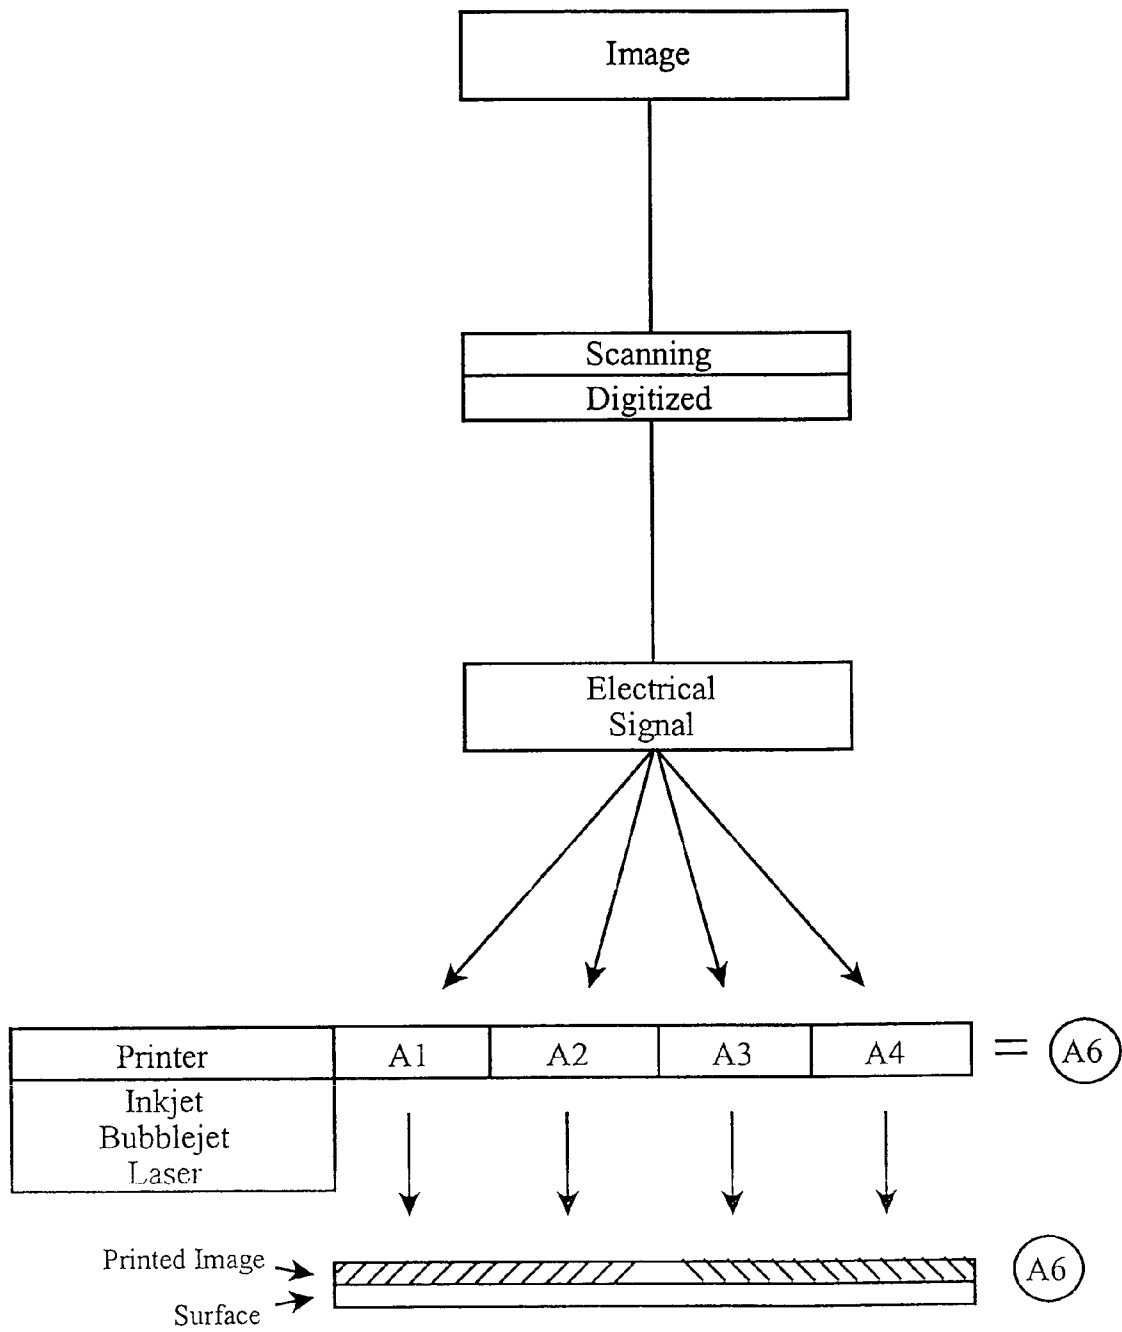 Image
Scanning
Digitized
Electrical
Signal
Printer A1 A2 A3 A4 = A6
Inkjet
Bubblejet
Laser
Printed Image
A6
Surface